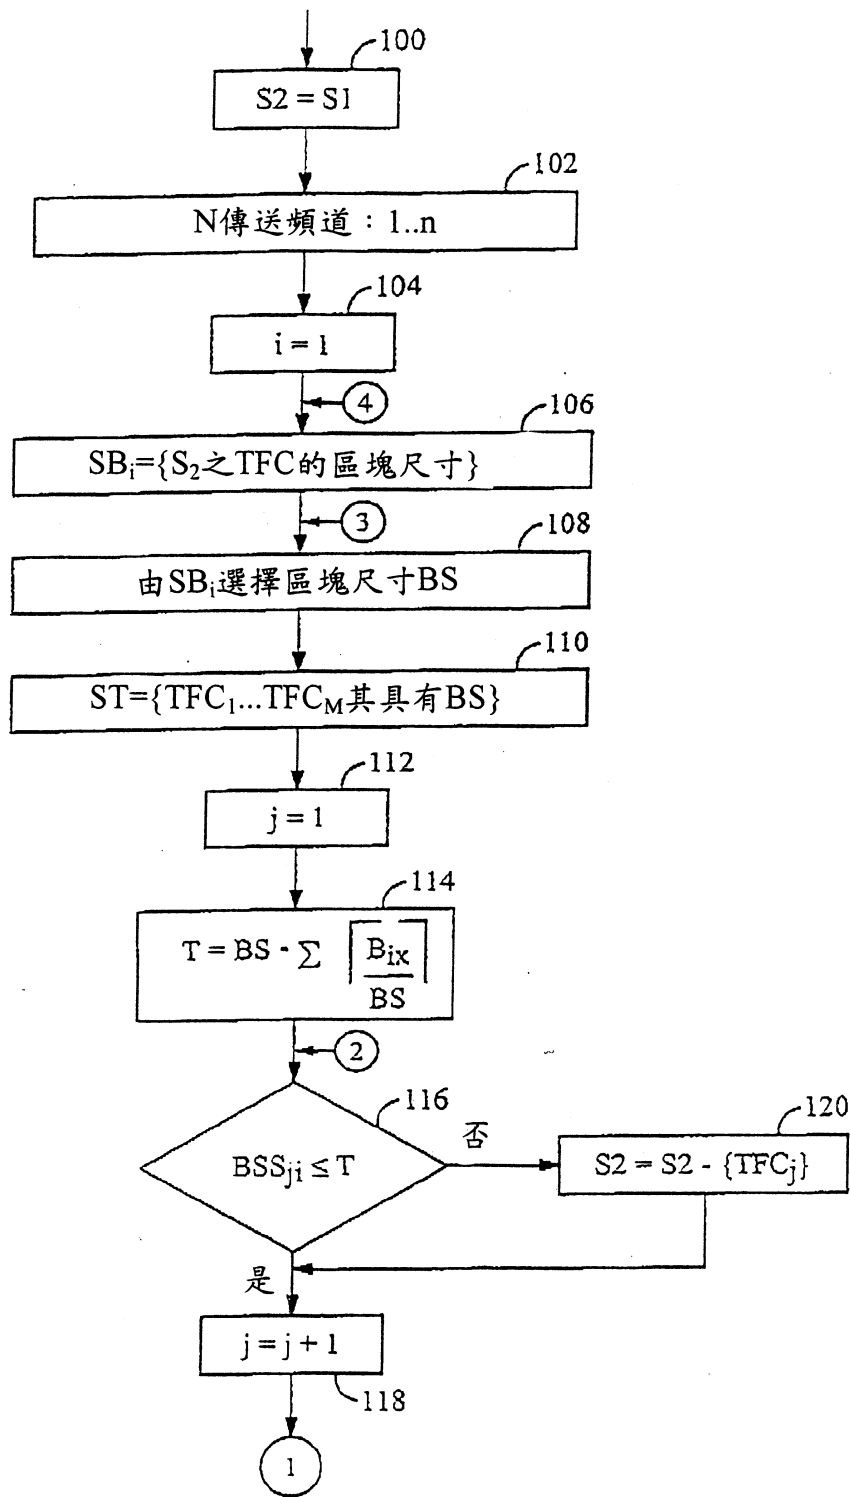 100
S2 = S1
102
N傳送頻道：1..n
104
i = 1
4
106
SBi={S2之TFC的區塊尺寸}
3
108
由SBi選擇區塊尺寸BS
110
ST={TFC1...TFCM其具有BS}
112
j = 1
114
T = BS - Σ ⌈Bix/BS⌉
2
116
BSSji ≤ T
否
120
S2 = S2 - {TFCj}
是
j = j + 1
118
1